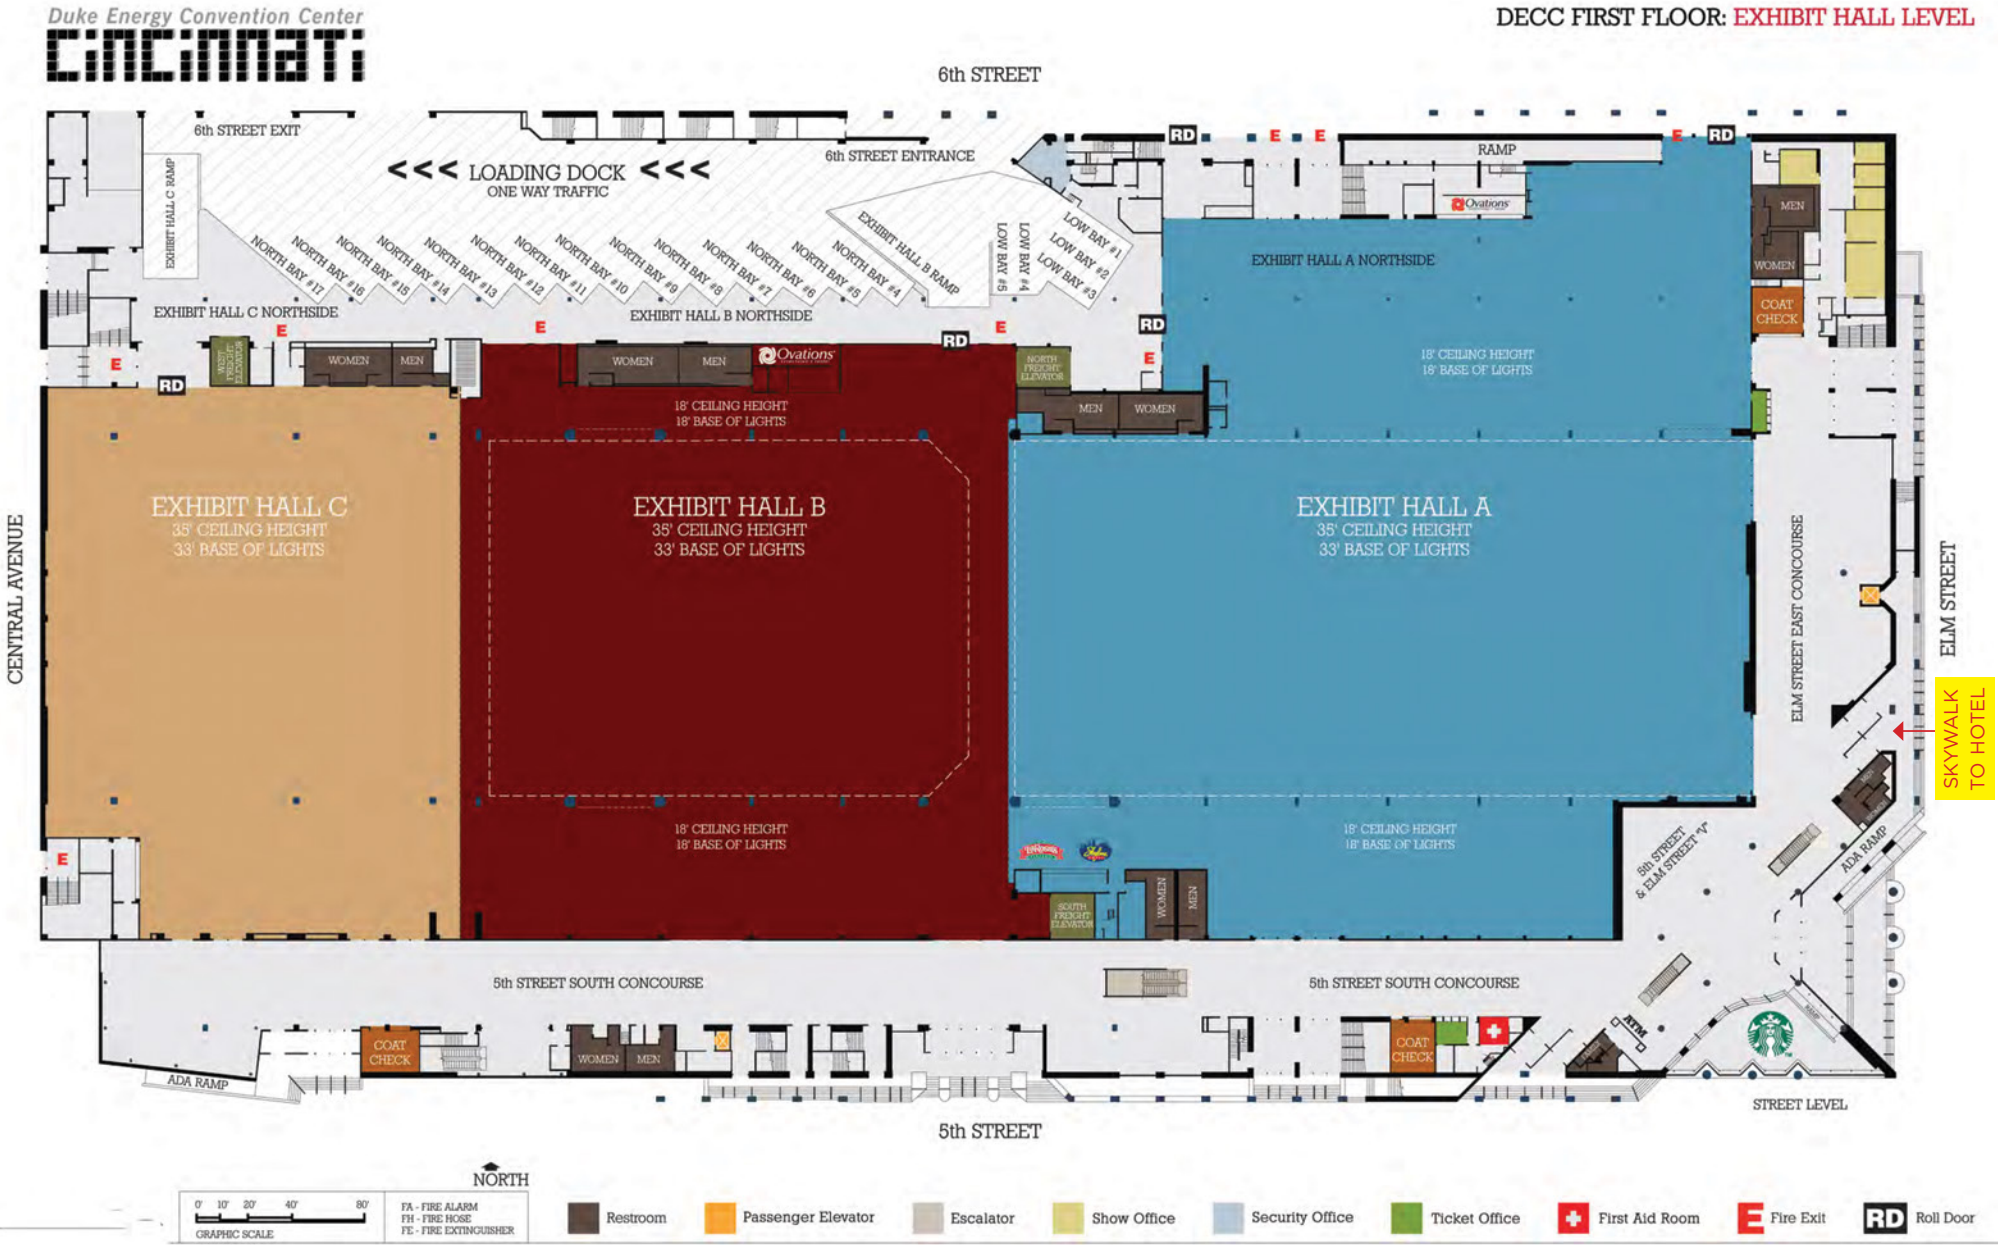 Duke Energy Convention Center
CINCINNATI
DECC FIRST FLOOR: EXHIBIT HALL LEVEL
6th STREET
6th STREET EXIT
<<< LOADING DOCK <<<
ONE WAY TRAFFIC
6th STREET ENTRANCE
EXHIBIT HALL C RAMP
EXHIBIT HALL B RAMP
NORTH BAY #17
NORTH BAY #16
NORTH BAY #15
NORTH BAY #14
NORTH BAY #13
NORTH BAY #12
NORTH BAY #11
NORTH BAY #10
NORTH BAY #9
NORTH BAY #8
NORTH BAY #7
NORTH BAY #6
NORTH BAY #5
NORTH BAY #4
LOW BAY #5
LOW BAY #4
LOW BAY #1
LOW BAY #2
LOW BAY #3
RD
E
E
E
RD
RAMP
Ovations
MEN
WOMEN
COAT
CHECK
EXHIBIT HALL A NORTHSIDE
EXHIBIT HALL C NORTHSIDE
EXHIBIT HALL B NORTHSIDE
E
E
E
RD
RD
E
E
RD
WEST
FREIGHT
ELEVATOR
WOMEN
MEN
WOMEN
MEN
Ovations
NORTH
FREIGHT
ELEVATOR
MEN
WOMEN
18' CEILING HEIGHT
18' BASE OF LIGHTS
18' CEILING HEIGHT
18' BASE OF LIGHTS
EXHIBIT HALL C
35' CEILING HEIGHT
33' BASE OF LIGHTS
EXHIBIT HALL B
35' CEILING HEIGHT
33' BASE OF LIGHTS
EXHIBIT HALL A
35' CEILING HEIGHT
33' BASE OF LIGHTS
CENTRAL AVENUE
ELM STREET EAST CONCOURSE
ELM STREET
SKYWALK
TO HOTEL
MEN
WOMEN
ADA RAMP
5th STREET
& ELM STREET "V"
18' CEILING HEIGHT
18' BASE OF LIGHTS
18' CEILING HEIGHT
18' BASE OF LIGHTS
LaRosa's
Skyline
E
SOUTH
FREIGHT
ELEVATOR
WOMEN
MEN
5th STREET SOUTH CONCOURSE
5th STREET SOUTH CONCOURSE
COAT
CHECK
WOMEN
MEN
COAT
CHECK
ATM
ADA RAMP
STREET LEVEL
5th STREET
NORTH
0' 10' 20' 40' 80'
GRAPHIC SCALE
FA - FIRE ALARM
FH - FIRE HOSE
FE - FIRE EXTINGUISHER
Restroom
Passenger Elevator
Escalator
Show Office
Security Office
Ticket Office
First Aid Room
E Fire Exit
RD Roll Door